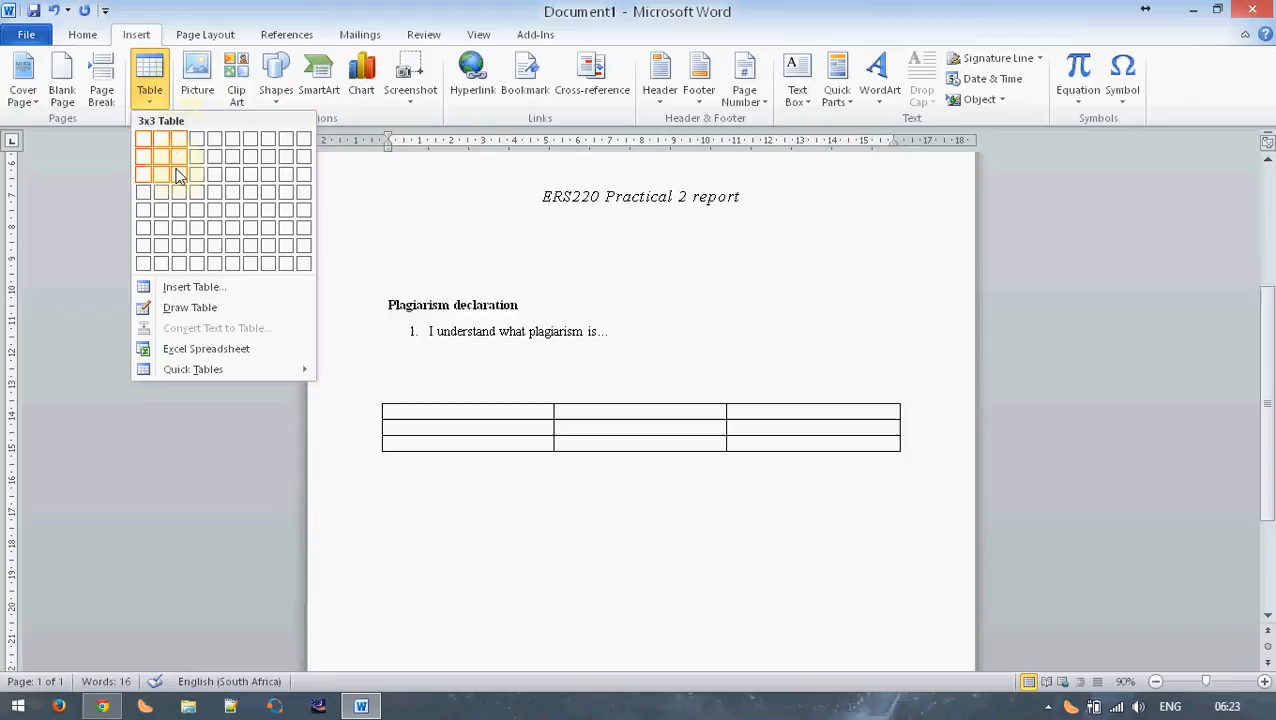 Document1 - Microsoft Word
File Home Insert Page Layout References Mailings Review View Add-Ins
Cover Page
Blank Page
Page Break
Table
Picture
Clip Art
Shapes
SmartArt
Chart
Screenshot
Hyperlink
Bookmark
Cross-reference
Header
Footer
Page Number
Text Box
Quick Parts
WordArt
Drop Cap
Signature Line
Date & Time
Object
Equation
Symbol
Pages
ons
Links
Header & Footer
Text
Symbols
3x3 Table
Insert Table...
Draw Table
Convert Text to Table...
Excel Spreadsheet
Quick Tables
ERS220 Practical 2 report
Plagiarism declaration
1. I understand what plagiarism is…
Page: 1 of 1 Words: 16 English (South Africa) 90%
ENG 06:23